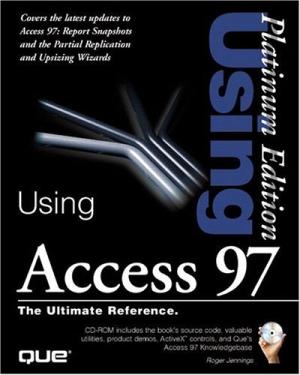 Covers the latest updates to
Access 97: Report Snapshots
and the Partial Replication
and Upsizing Wizards
Platinum Edition
Using
Using
Access 97
The Ultimate Reference.
CD-ROM includes the book's source code, valuable
utilities, product demos, ActiveX™ controls, and Que's
Access 97 Knowledgebase
Roger Jennings
que®